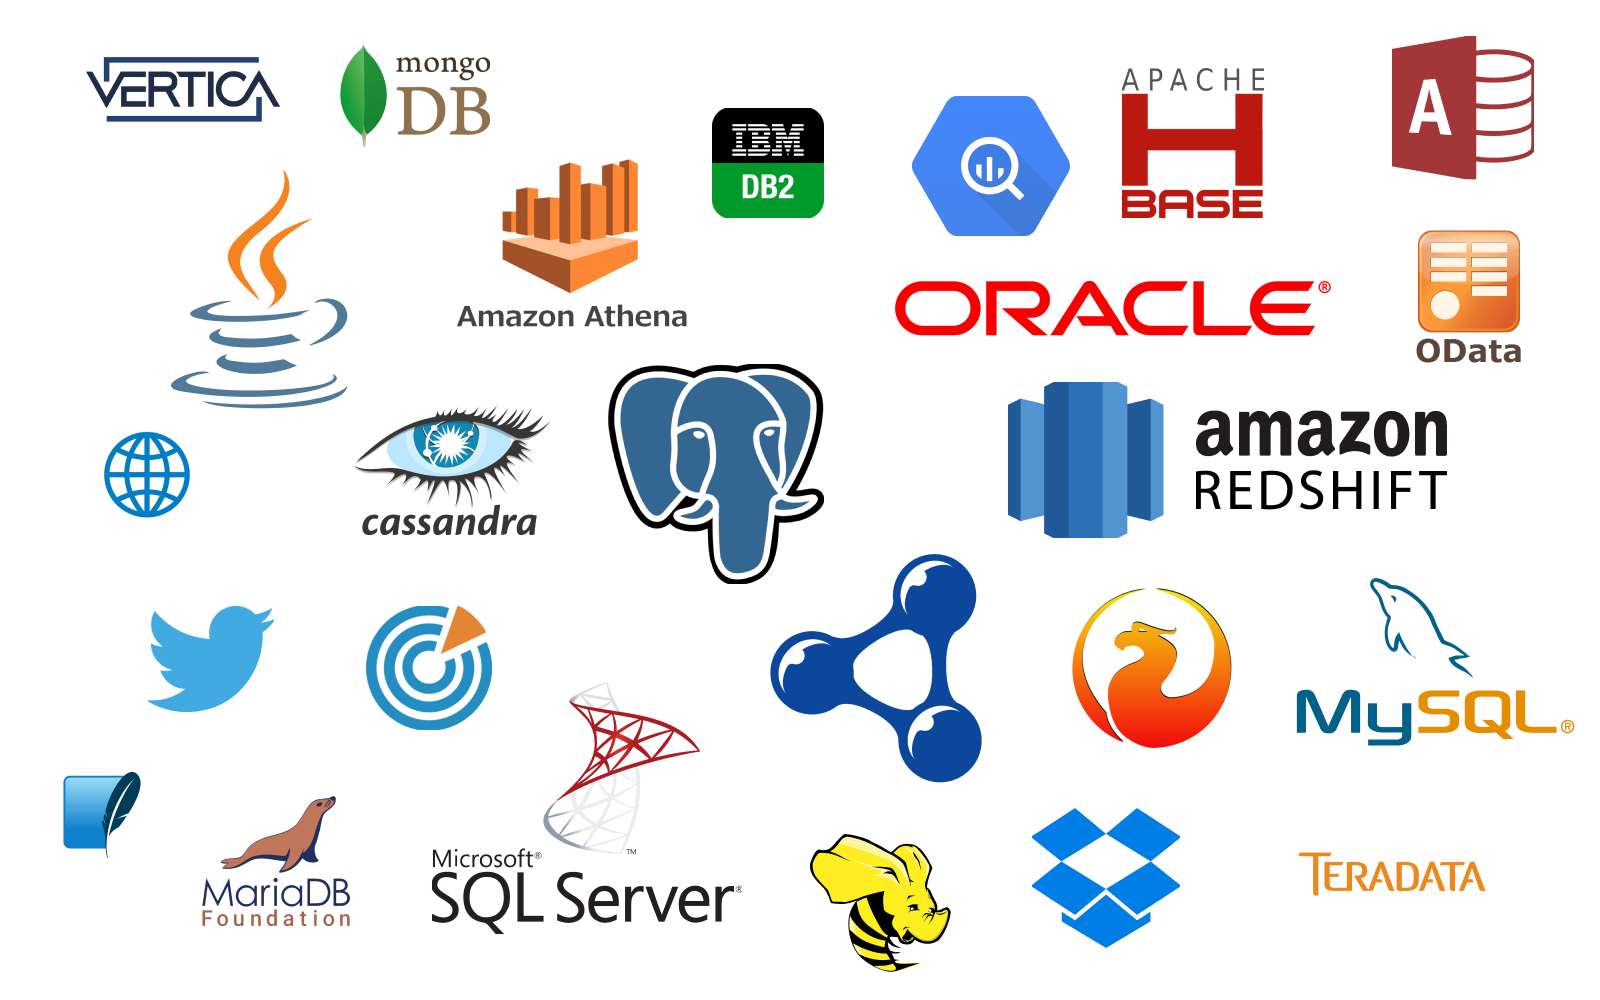 VERTICA
mongo
DB
APACHE
H
BASE
A
IBM
DB2
Amazon Athena
ORACLE®
OData
amazon
REDSHIFT
cassandra
MySQL®
MariaDB
Foundation
™
Microsoft®
SQL Server®
TERADATA